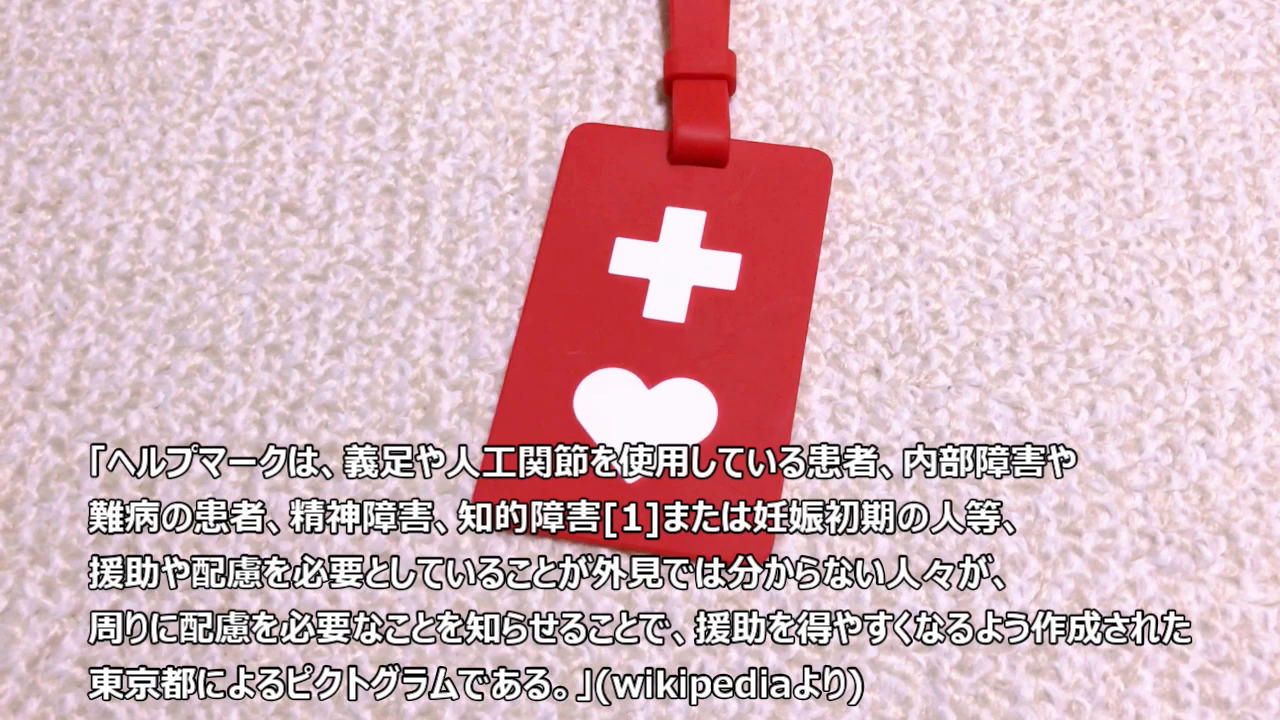 「ヘルプマークは、義足や人工関節を使用している患者、内部障害や
難病の患者、精神障害、知的障害[1]または妊娠初期の人等、
援助や配慮を必要としていることが外見では分からない人々が、
周りに配慮を必要なことを知らせることで、援助を得やすくなるよう作成された
東京都によるピクトグラムである。」(wikipediaより)